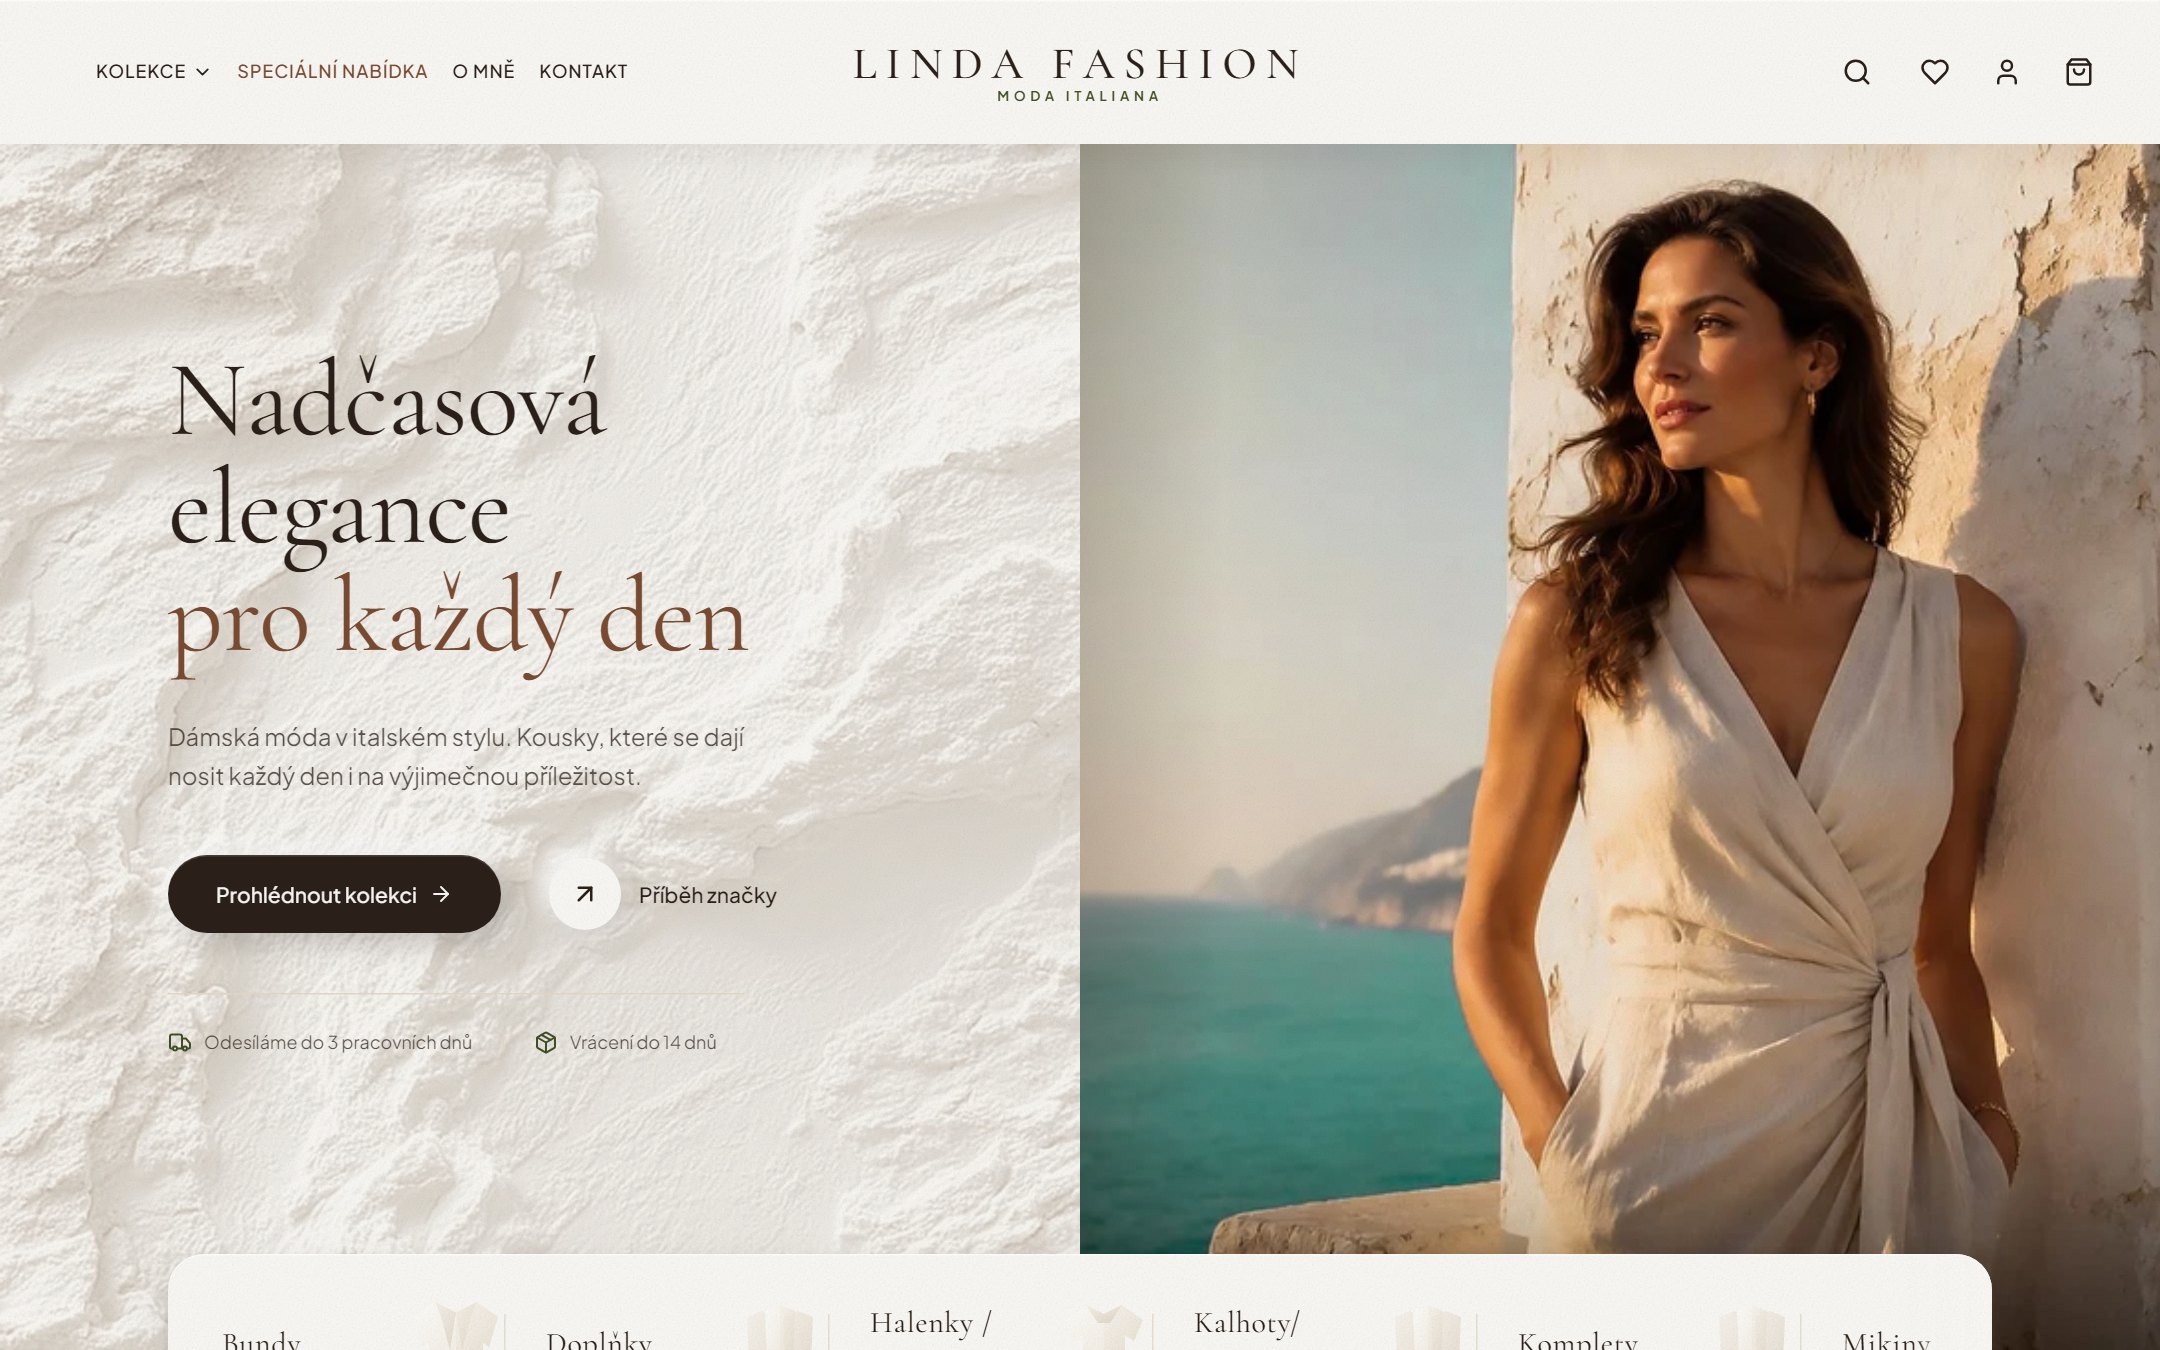 KOLEKCE
SPECIÁLNÍ NABÍDKA
O MNĚ
KONTAKT
LINDA FASHION
MODA ITALIANA
Nadčasová
elegance
pro každý den
Dámská móda v italském stylu. Kousky, které se dají
nosit každý den i na výjimečnou příležitost.
Prohlédnout kolekci
Příběh značky
Odesíláme do 3 pracovních dnů
Vrácení do 14 dnů
Bundy
Doplňky
Halenky /
Kalhoty/
Komplety
Mikiny